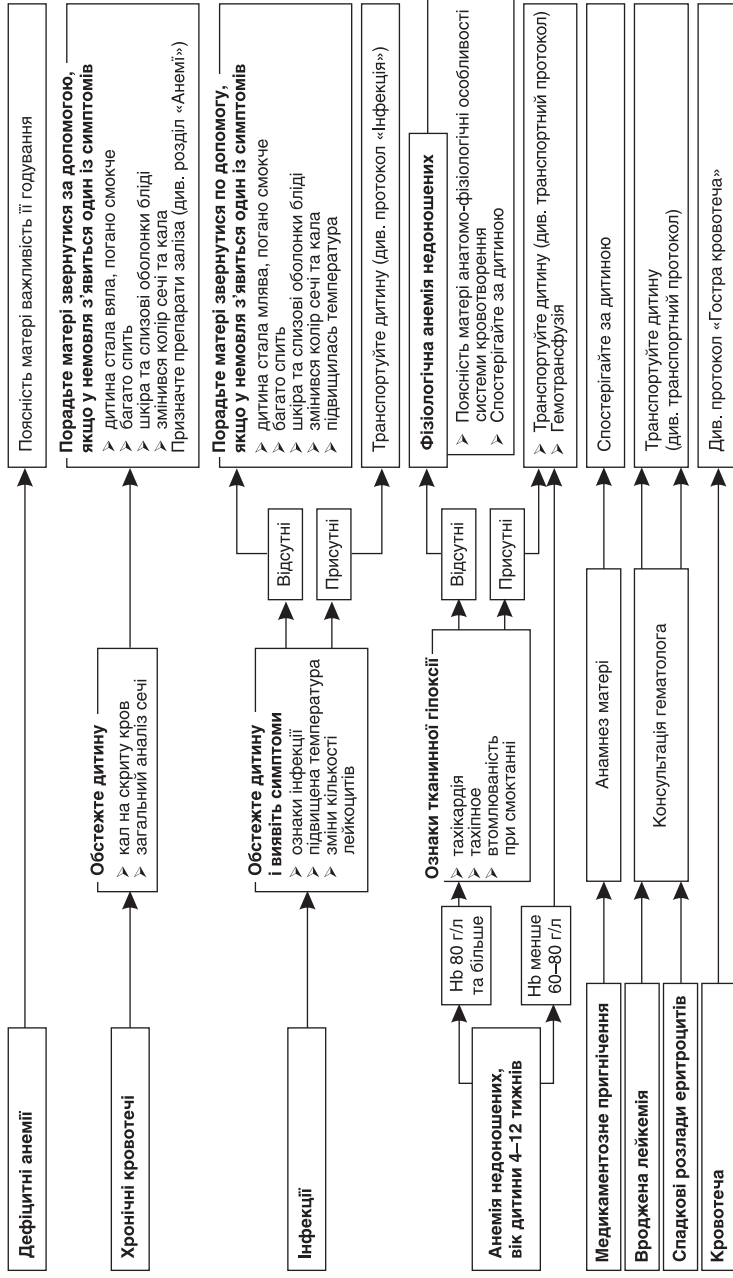 Дефіцитні анемії
Пояснисть матері важливість її годування
Хронічні кровотечі
Обстежте дитину
➢ кал на скриту кров
➢ загальний аналіз сечі
Порадьте матері звернутися за допомогою,
якщо у немовля з’явиться один із симптомів
➢ дитина стала вяла, погано смокче
➢ багато спить
➢ шкіра та слизові оболонки бліді
➢ змінився колір сечі та кала
Призначте препарати заліза (див. розділ «Анемі»)
Інфекції
Обстежте дитину
і виявіть симптоми
➢ ознаки інфекції
➢ підвищена температура
➢ зміни кількості
лейкоцитів
Відсутні
Присутні
Порадьте матері звернутися по допомогу,
якщо у немовля з’явиться один із симптомів
➢ дитина стала млява, погано смокче
➢ багато спить
➢ шкіра та слизові оболонки бліді
➢ змінився колір сечі та кала
➢ підвищилась температура
Транспортуйте дитину (див. протокол «Інфекція»)
Анемія недоношених,
вік дитини 4–12 тижнів
Hb 80 г/л
та більше
Hb менше
60–80 г/л
Ознаки тканинної гіпоксії
➢ тахікардія
➢ тахіпное
➢ втомлюваність
при смоктанні
Відсутні
Присутні
Фізіологічна анемія недоношених
➢ Пояснисть матері анатомо-фізіологічні особливості
системи кровотворення
➢ Спостерігайте за дитиною
➢ Транспортуйте дитину (див. транспортний протокол)
➢ Гемотрансфузія
Медикаментозне пригнічення
Анамнез матері
Спостерігайте за дитиною
Вроджена лейкемія
Спадкові розлади еритроцитів
Консультація гематолога
Транспортуйте дитину
(див. транспортний протокол)
Кровотеча
Див. протокол «Гостра кровотеча»